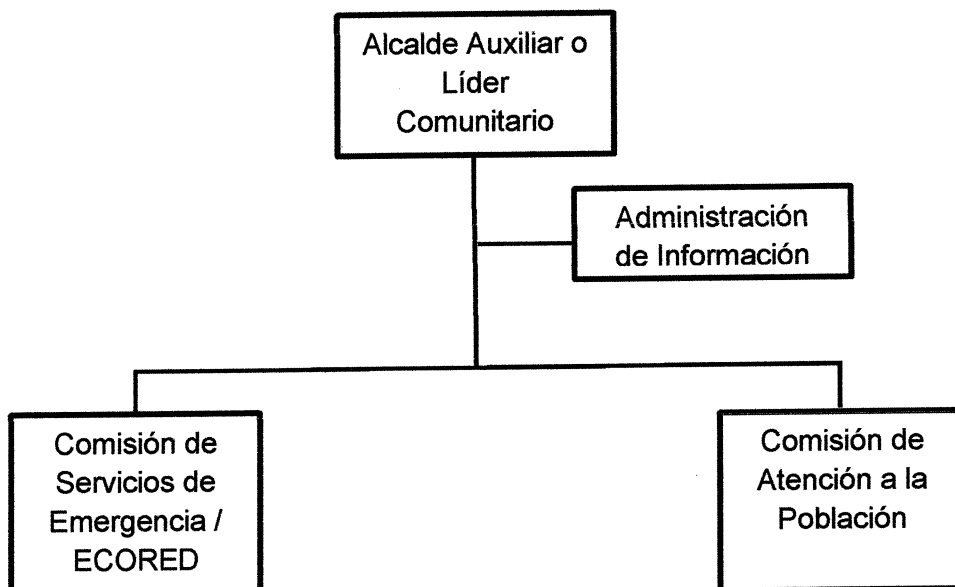 Alcalde Auxiliar o
Líder
Comunitario
Administración
de Información
Comisión de
Servicios de
Emergencia /
ECORED
Comisión de
Atención a la
Población